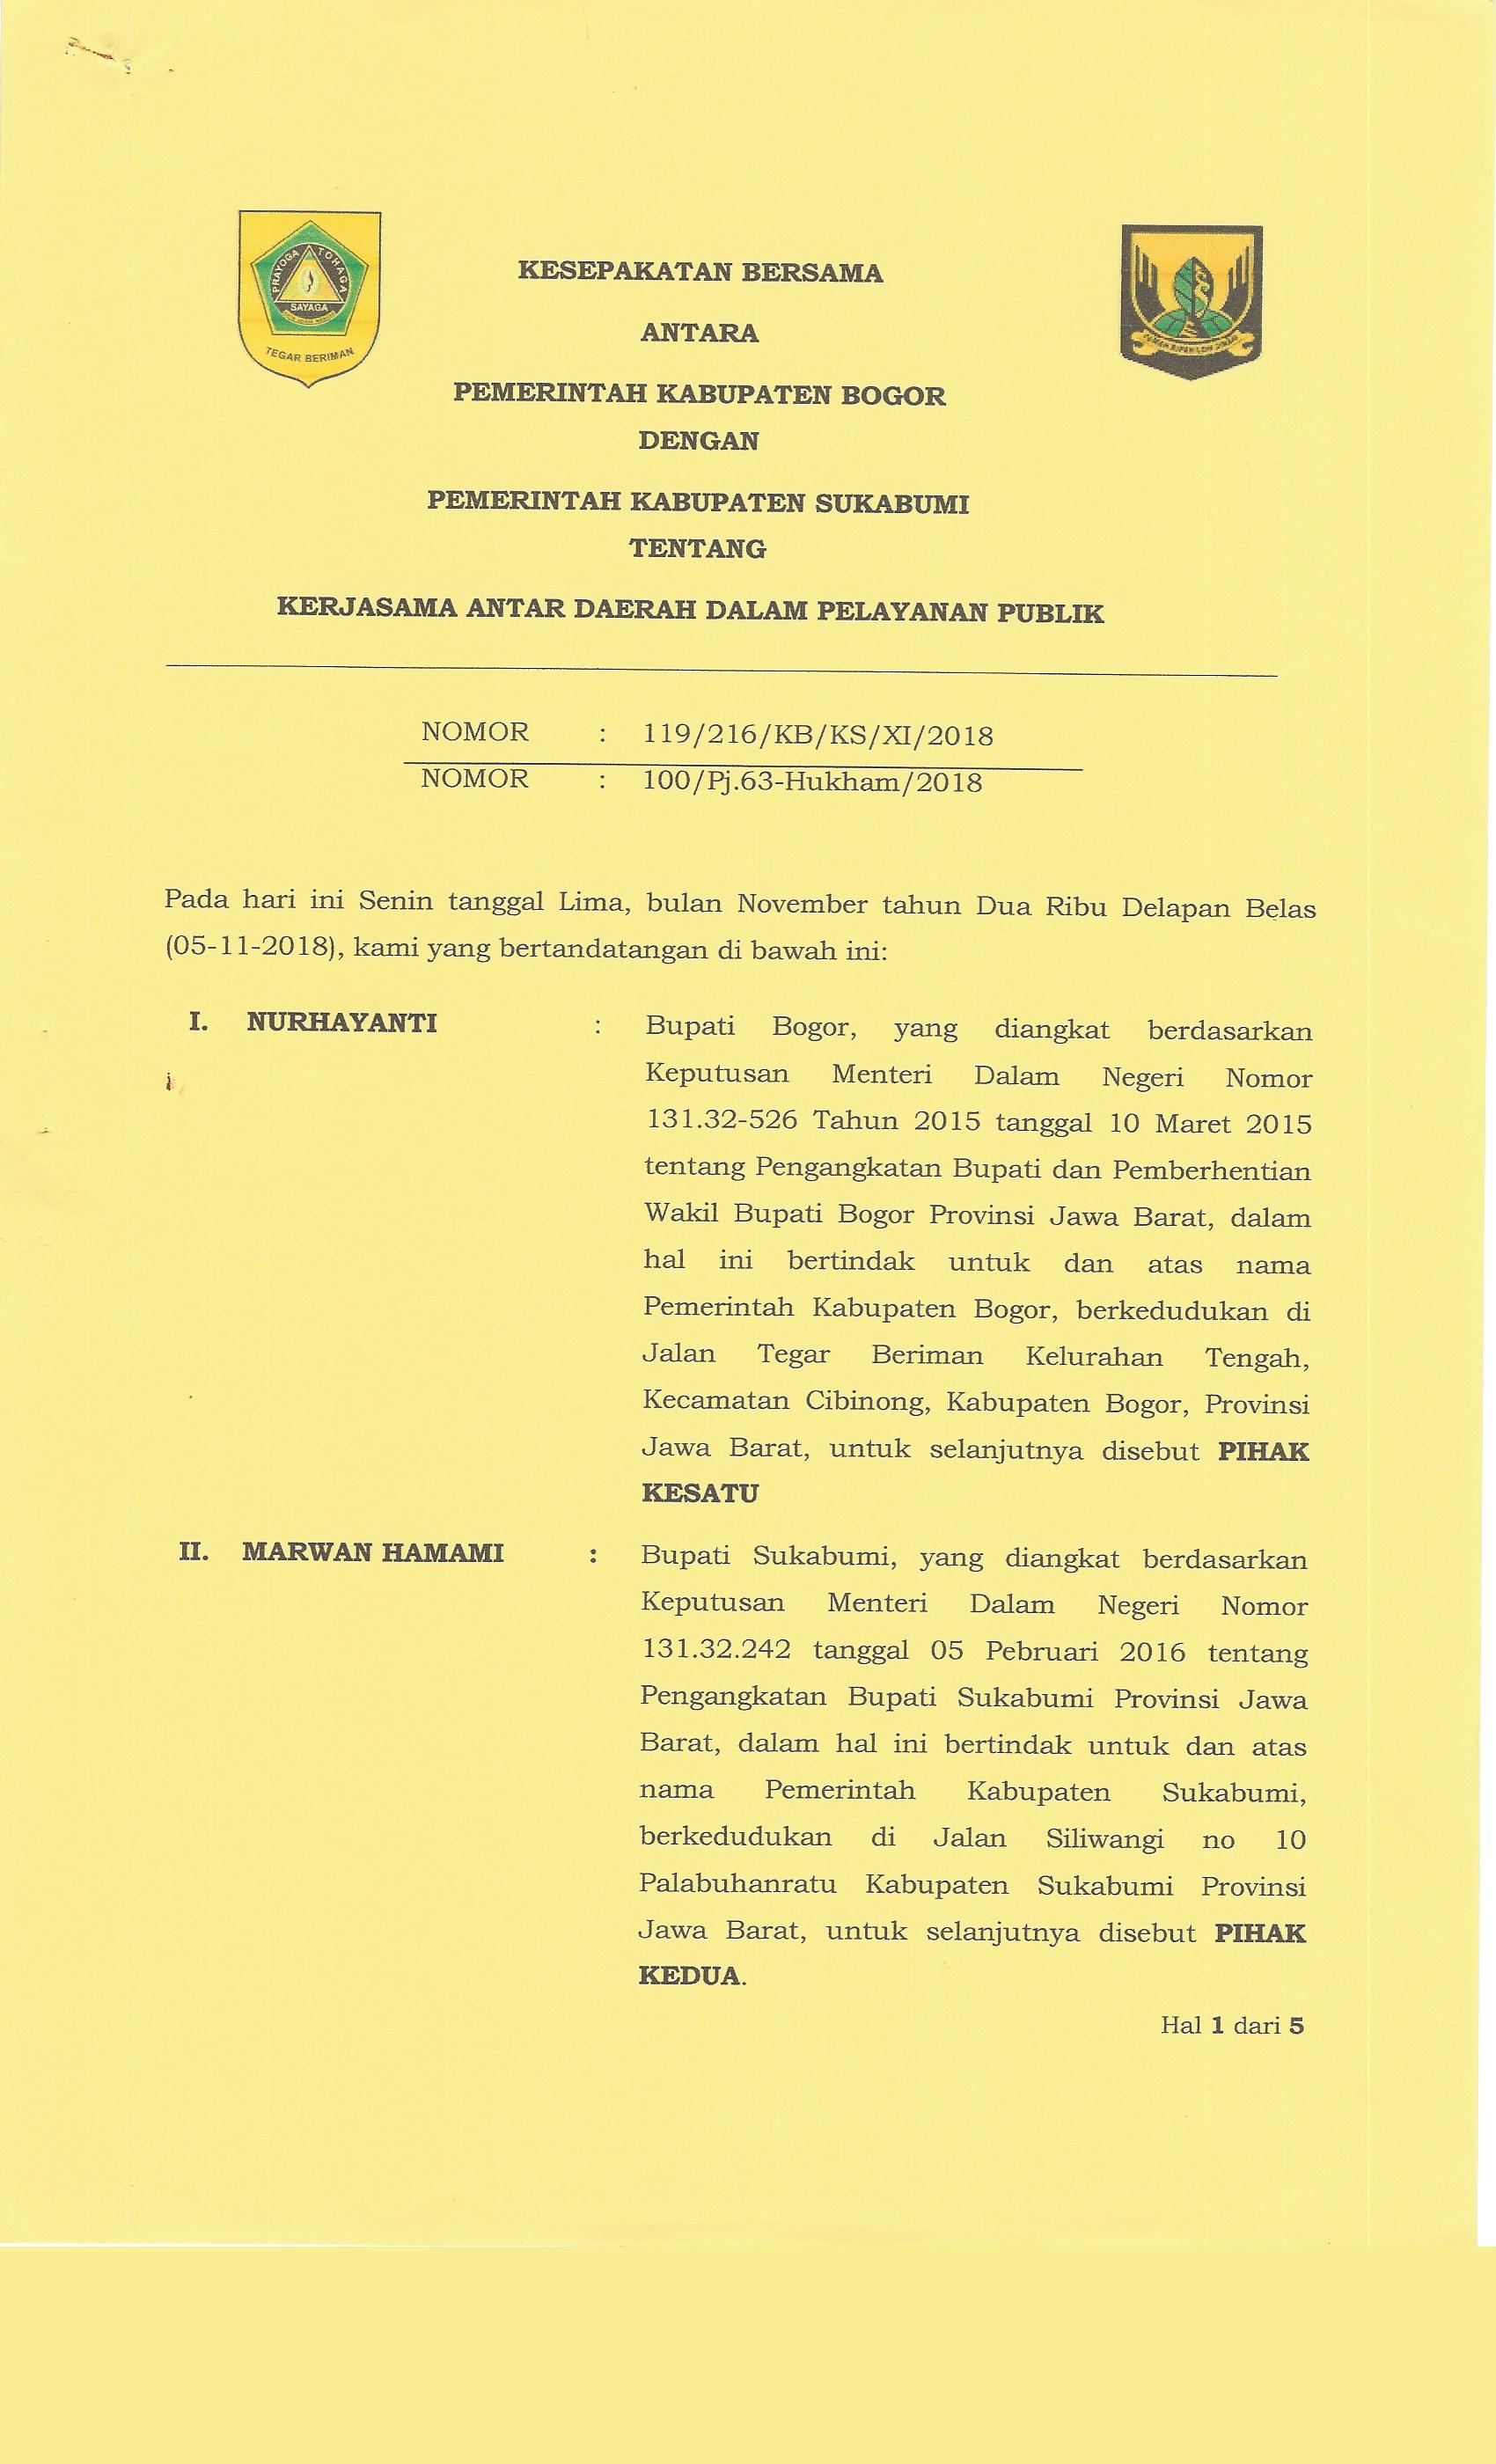 PRAYOGA TOHAGA
SAYAGA
TEGAR BERIMAN
KESEPAKATAN BERSAMA
ANTARA
PEMERINTAH KABUPATEN BOGOR
DENGAN
PEMERINTAH KABUPATEN SUKABUMI
TENTANG
KERJASAMA ANTAR DAERAH DALAM PELAYANAN PUBLIK
NOMOR : 119/216/KB/KS/XI/2018
NOMOR : 100/Pj.63-Hukham/2018
Pada hari ini Senin tanggal Lima, bulan November tahun Dua Ribu Delapan Belas
(05-11-2018), kami yang bertandatangan di bawah ini:
I. NURHAYANTI : Bupati Bogor, yang diangkat berdasarkan
Keputusan Menteri Dalam Negeri Nomor
131.32-526 Tahun 2015 tanggal 10 Maret 2015
tentang Pengangkatan Bupati dan Pemberhentian
Wakil Bupati Bogor Provinsi Jawa Barat, dalam
hal ini bertindak untuk dan atas nama
Pemerintah Kabupaten Bogor, berkedudukan di
Jalan Tegar Beriman Kelurahan Tengah,
Kecamatan Cibinong, Kabupaten Bogor, Provinsi
Jawa Barat, untuk selanjutnya disebut PIHAK
KESATU
II. MARWAN HAMAMI : Bupati Sukabumi, yang diangkat berdasarkan
Keputusan Menteri Dalam Negeri Nomor
131.32.242 tanggal 05 Pebruari 2016 tentang
Pengangkatan Bupati Sukabumi Provinsi Jawa
Barat, dalam hal ini bertindak untuk dan atas
nama Pemerintah Kabupaten Sukabumi,
berkedudukan di Jalan Siliwangi no 10
Palabuhanratu Kabupaten Sukabumi Provinsi
Jawa Barat, untuk selanjutnya disebut PIHAK
KEDUA.
Hal 1 dari 5